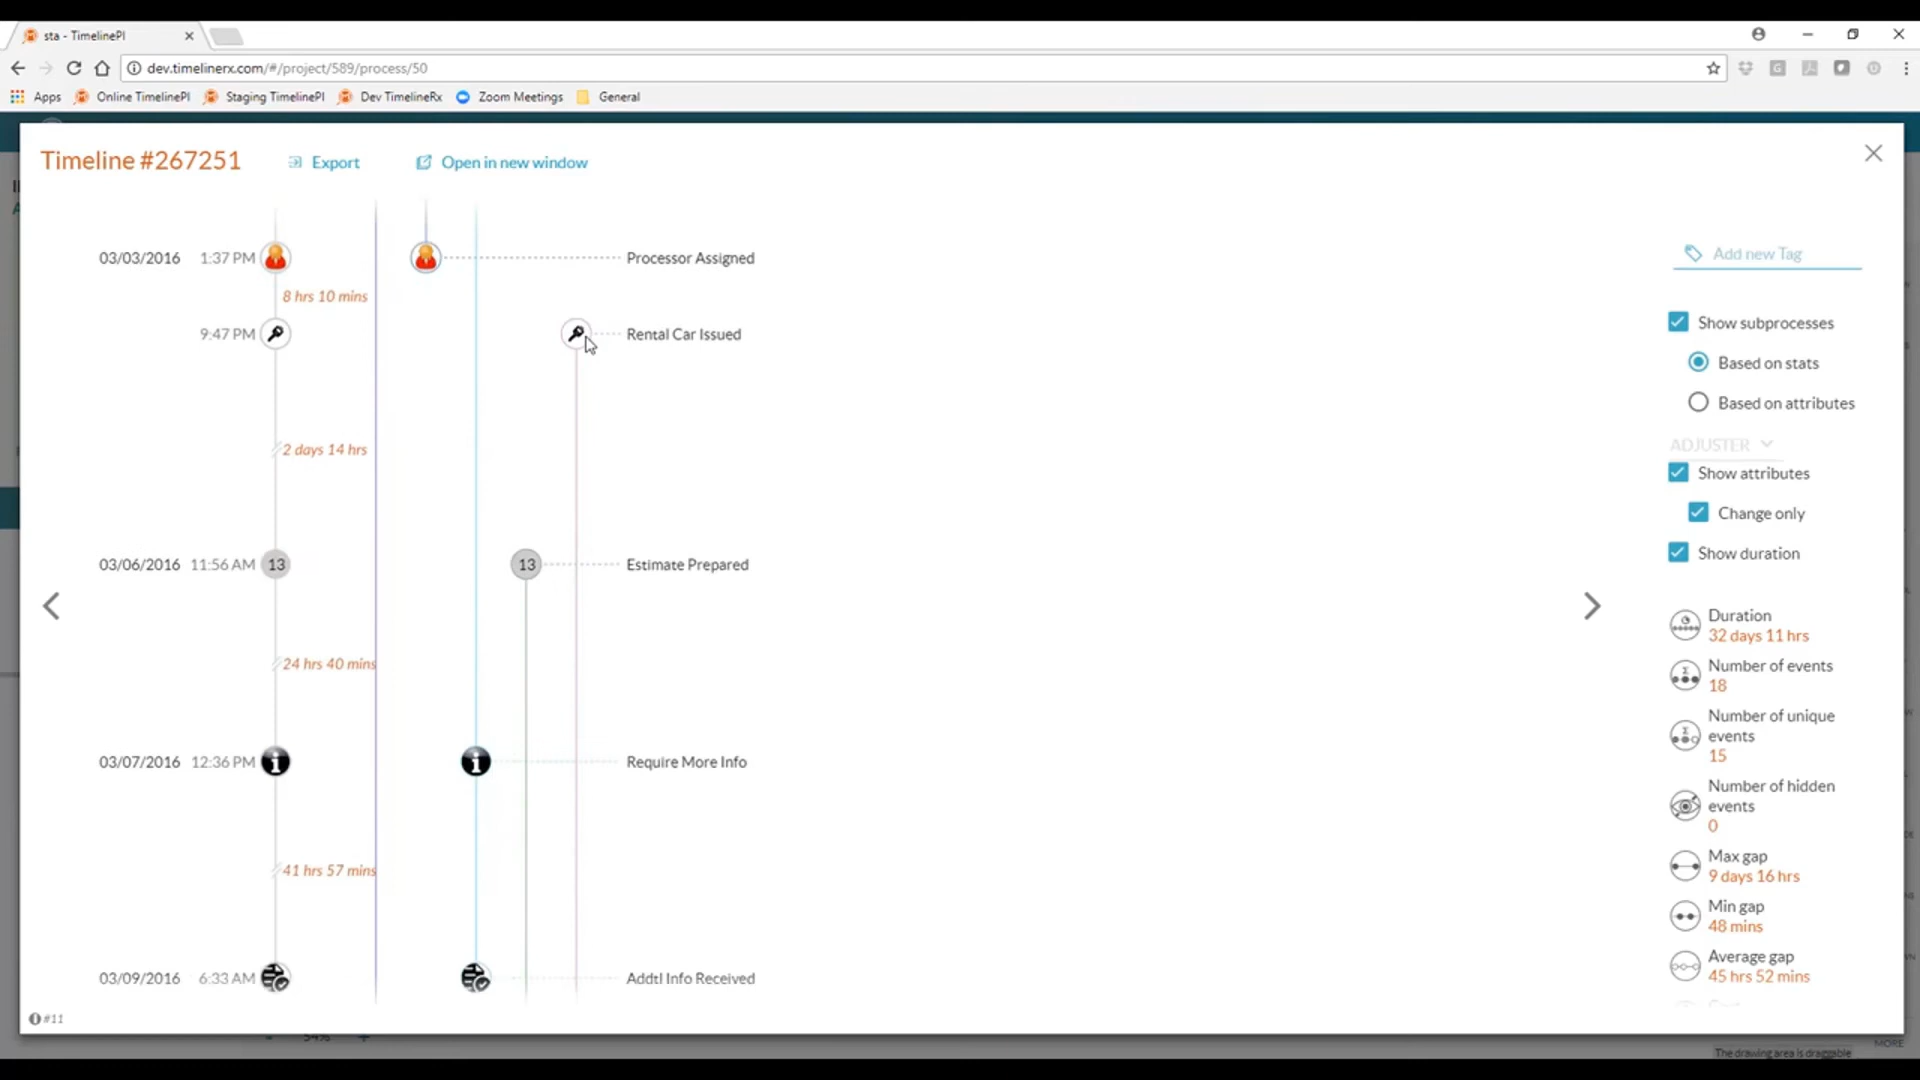 sta - TimelinePI
dev.timelinerx.com/#/project/589/process/50
Apps Online TimelinePI Staging TimelinePI Dev TimelineRx Zoom Meetings General
Timeline #267251 Export Open in new window
03/03/2016 1:37 PM Processor Assigned
Add new Tag
8 hrs 10 mins
9:47 PM Rental Car Issued
Show subprocesses
Based on stats
Based on attributes
2 days 14 hrs
ADJUSTER
Show attributes
Change only
Show duration
03/06/2016 11:56 AM 13 13 Estimate Prepared
Duration
32 days 11 hrs
24 hrs 40 mins
Number of events
18
Number of unique
events
15
03/07/2016 12:36 PM Require More Info
Number of hidden
events
0
41 hrs 57 mins
Max gap
9 days 16 hrs
Min gap
48 mins
Average gap
45 hrs 52 mins
03/09/2016 6:33 AM Addtl Info Received
#11
54%
MORE
The drawing area is draggable